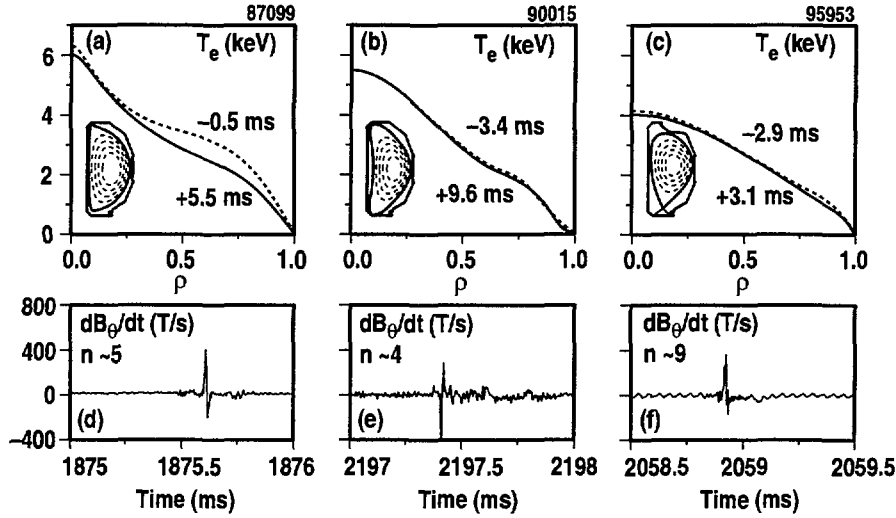 87099
90015
95953
(a) T_e (keV)
(b) T_e (keV)
(c) T_e (keV)
6
4
2
0
−0.5 ms
+5.5 ms
−3.4 ms
+9.6 ms
−2.9 ms
+3.1 ms
0.0 0.5 1.0
0.0 0.5 1.0
0.0 0.5 1.0
ρ
ρ
ρ
800
400
0
−400
dB_θ/dt (T/s)
n ~5
(d)
dB_θ/dt (T/s)
n ~4
(e)
dB_θ/dt (T/s)
n ~9
(f)
1875 1875.5 1876
2197 2197.5 2198
2058.5 2059 2059.5
Time (ms)
Time (ms)
Time (ms)